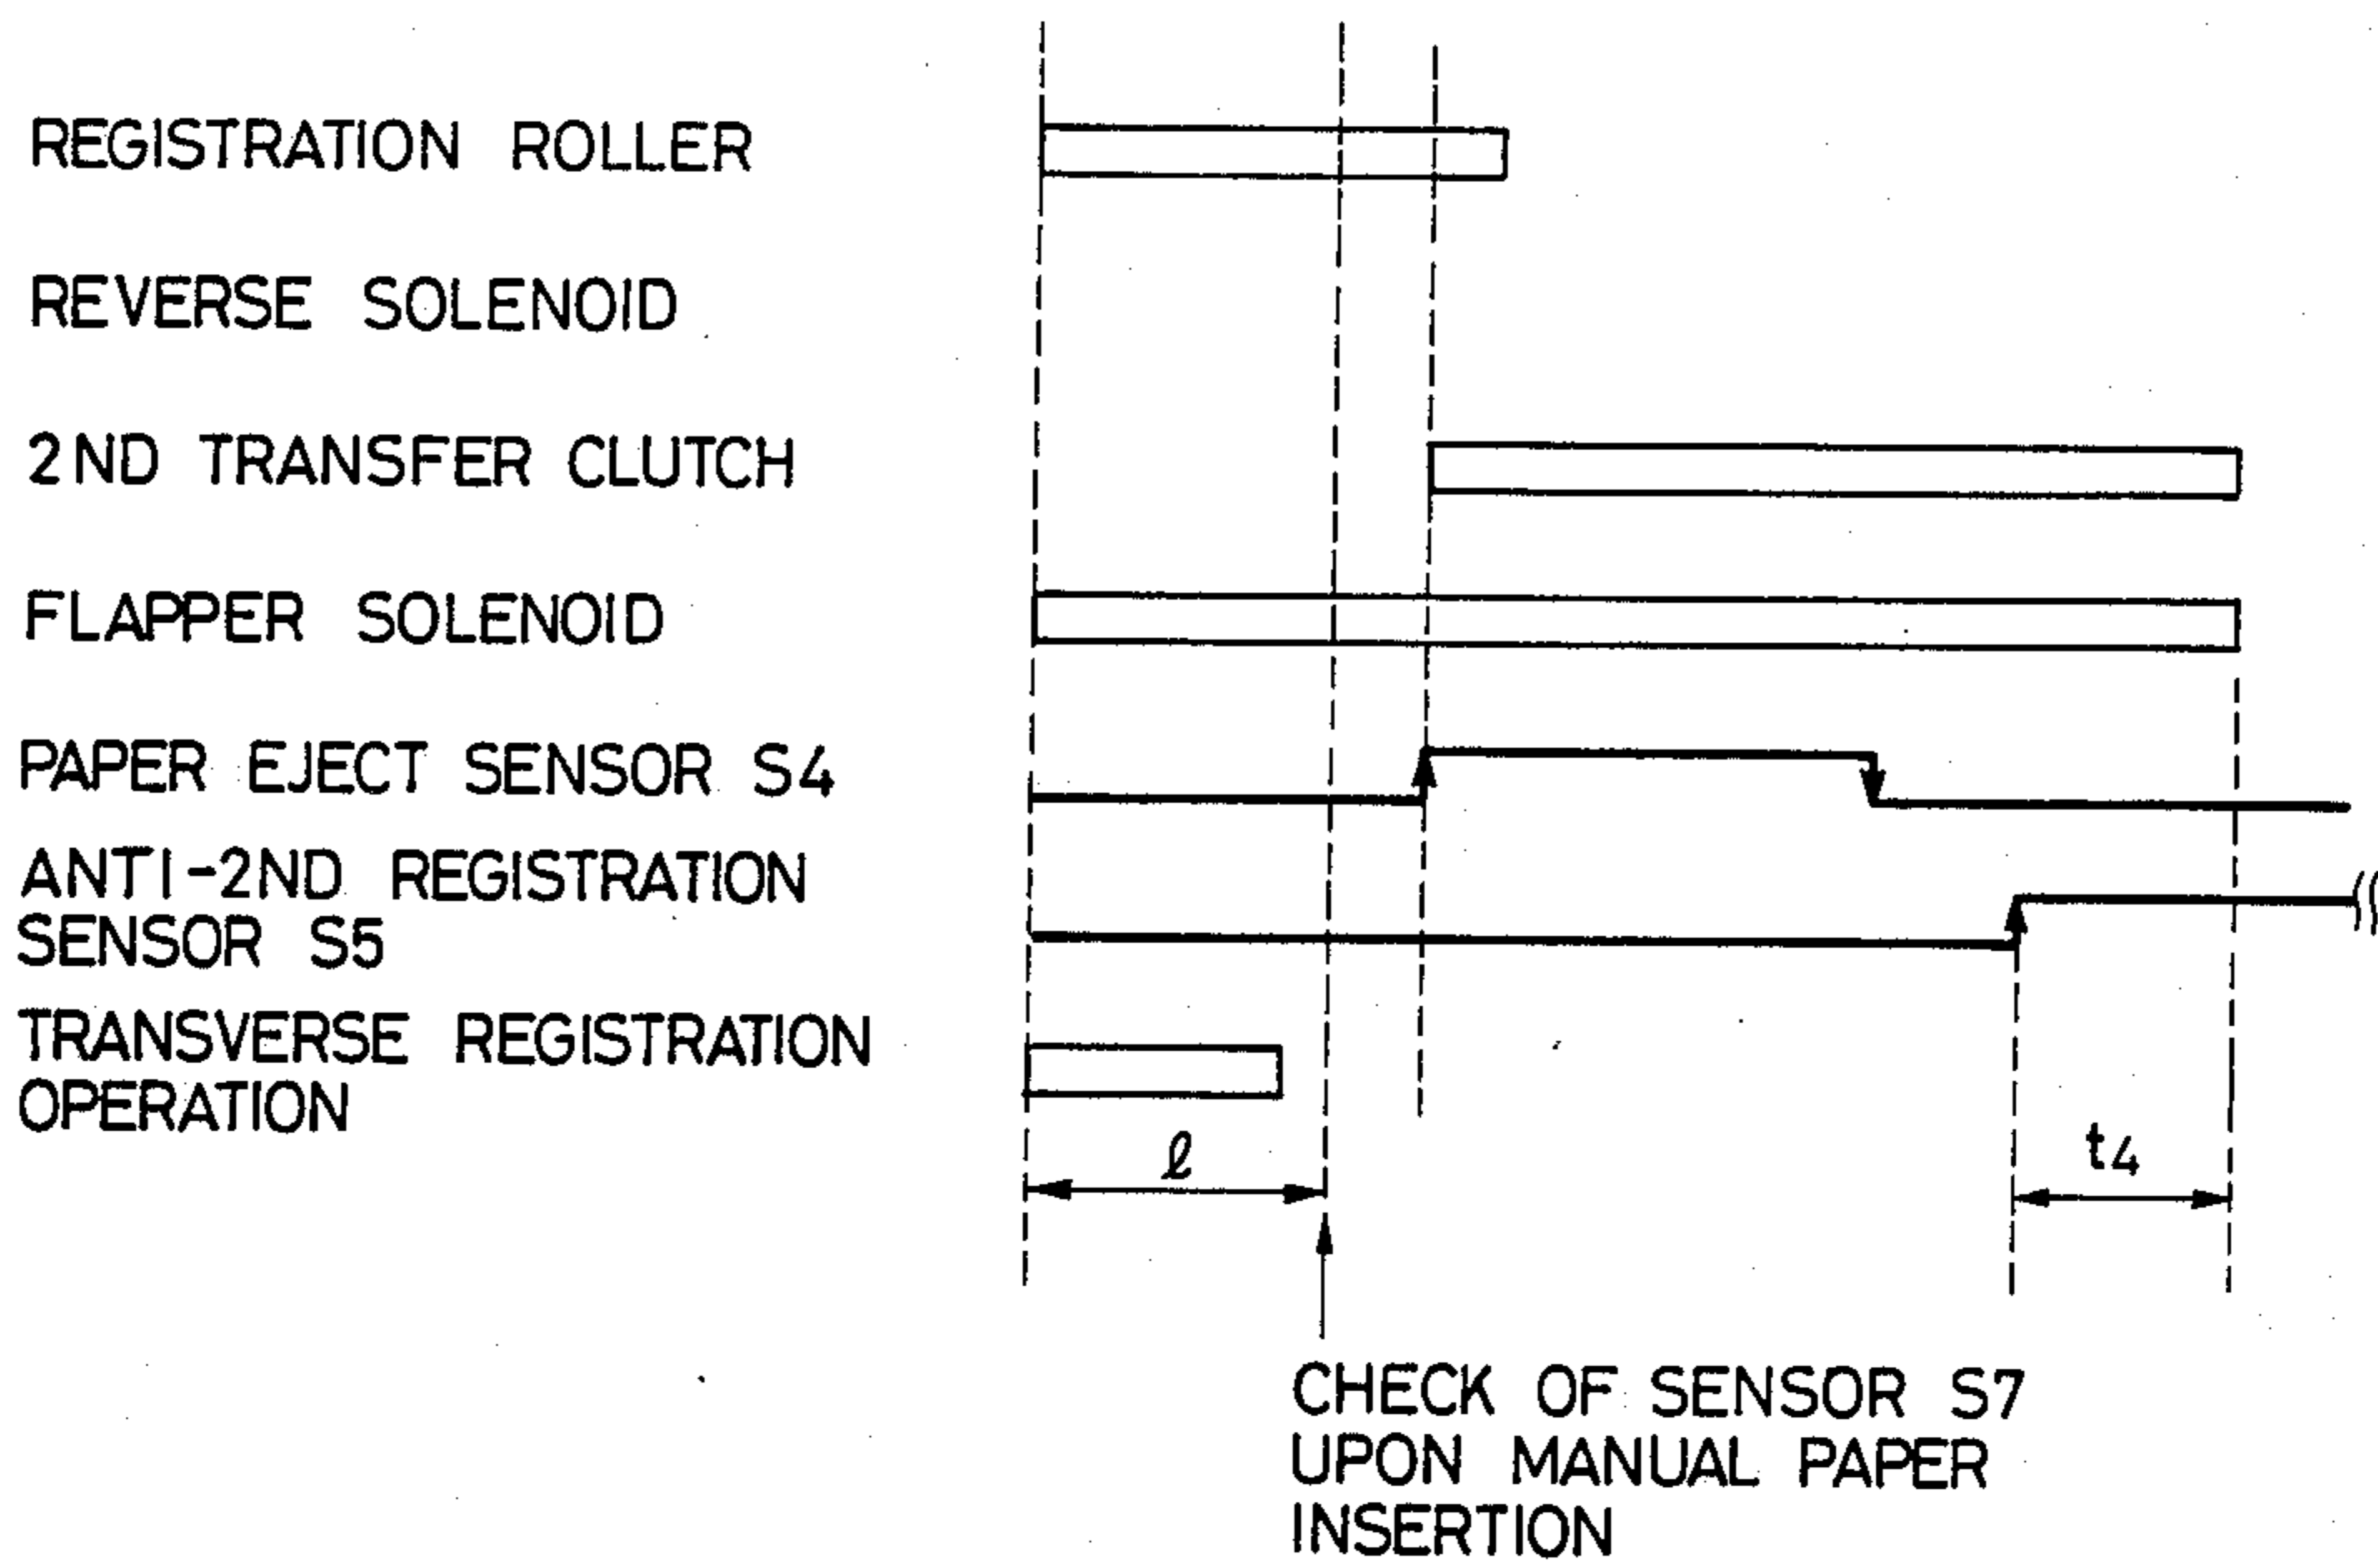 REGISTRATION ROLLER
REVERSE SOLENOID
2ND TRANSFER CLUTCH
FLAPPER SOLENOID
PAPER EJECT SENSOR S4
ANTI-2ND REGISTRATION
SENSOR S5
TRANSVERSE REGISTRATION
OPERATION
ℓ
t4
CHECK OF SENSOR S7
UPON MANUAL PAPER
INSERTION